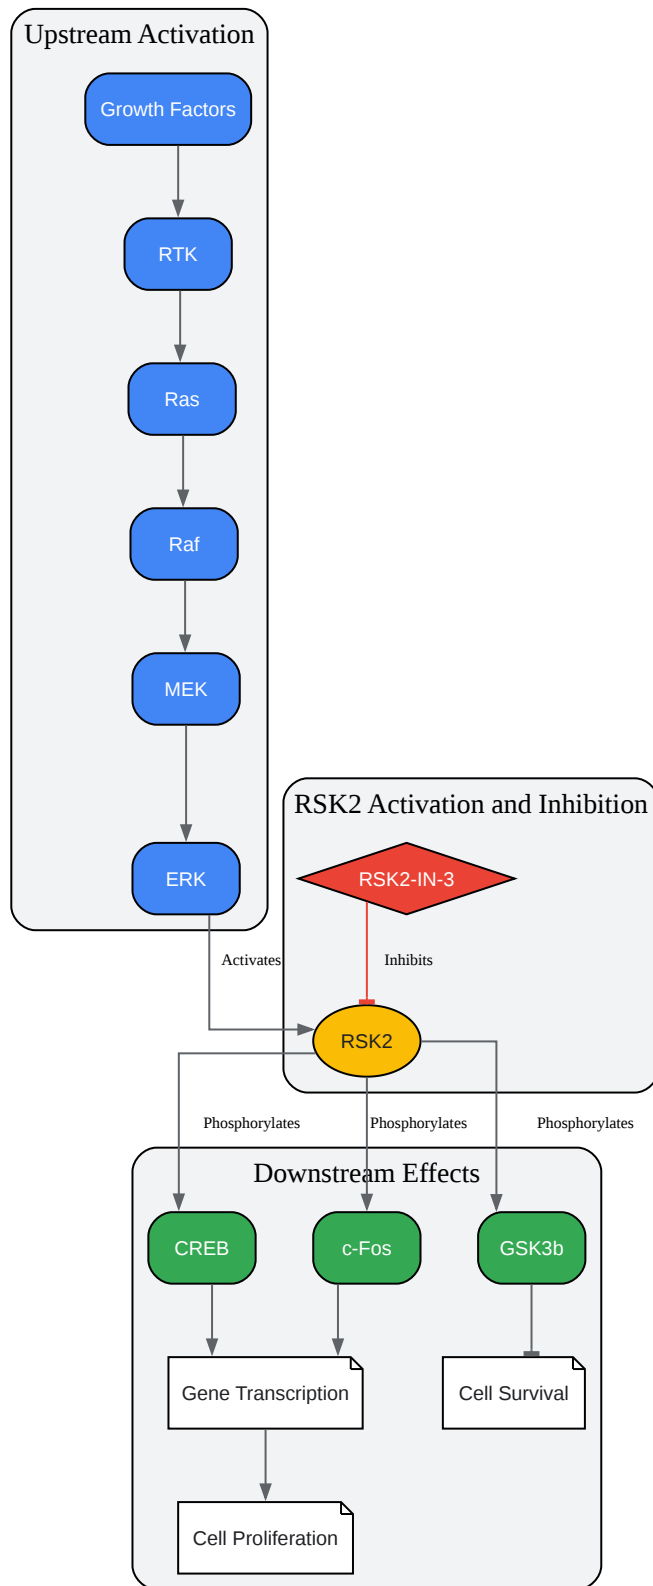 Upstream Activation
Growth Factors
RTK
Ras
Raf
MEK
ERK
RSK2 Activation and Inhibition
RSK2-IN-3
Activates
Inhibits
RSK2
Phosphorylates
Phosphorylates
Phosphorylates
Downstream Effects
CREB
c-Fos
GSK3b
Gene Transcription
Cell Survival
Cell Proliferation